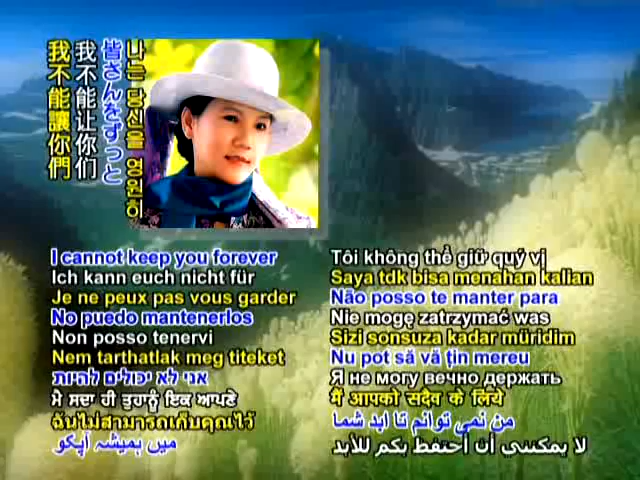 我不能讓你們
我不能让你们
皆さんをずっと
나는 당신을 영원히
I cannot keep you forever
Ich kann euch nicht für
Je ne peux pas vous garder
No puedo mantenerlos
Non posso tenervi
Nem tarthatlak meg titeket
אני לא יכולים להיות
ਮੈ ਸਦਾ ਹੀ ਤੁਹਾਨੂੰ ਇਕ ਆਪਣੇ
ฉันไม่สามารถเก็บคุณไว้
میں ہمیشہ آپکو
Tôi không thể giữ quý vị
Saya tdk bisa menahan kalian
Não posso te manter para
Nie mogę zatrzymać was
Sizi sonsuza kadar müridim
Nu pot să vă țin mereu
Я не могу вечно держать
मैं आपको सदैव के लिये
من نمی توانم تا ابد شما
لا يمكنني أن أحتفظ بكم للأبد